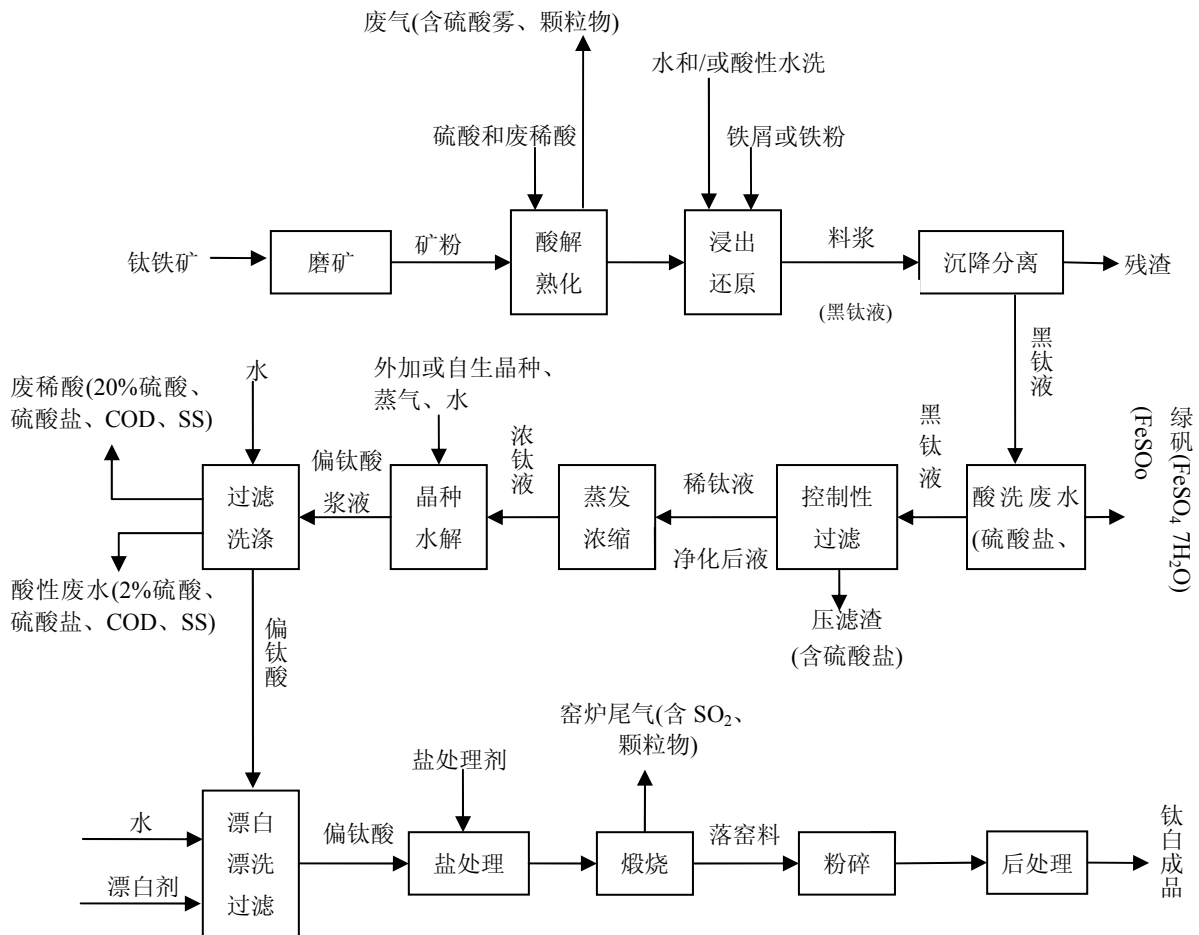 废气(含硫酸雾、颗粒物)
水和/或酸性水洗
硫酸和废稀酸
铁屑或铁粉
钛铁矿
磨矿
矿粉
酸解
熟化
浸出
还原
料浆
(黑钛液)
沉降分离
残渣
黑钛液
废稀酸(20%硫酸、
硫酸盐、COD、SS)
水
外加或自生晶种、
蒸气、水
过滤
洗涤
偏钛酸
浆液
晶种
水解
浓钛液
蒸发
浓缩
稀钛液
净化后液
控制性
过滤
黑钛液
酸洗废水
(硫酸盐、
绿矾(FeSO4 7H2O)
(FeSOo
酸性废水(2%硫酸、
硫酸盐、COD、SS)
压滤渣
(含硫酸盐)
偏钛酸
窑炉尾气(含 SO2、
颗粒物)
盐处理剂
水
漂白剂
漂白
漂洗
过滤
偏钛酸
盐处理
煅烧
落窑料
粉碎
后处理
钛白成品